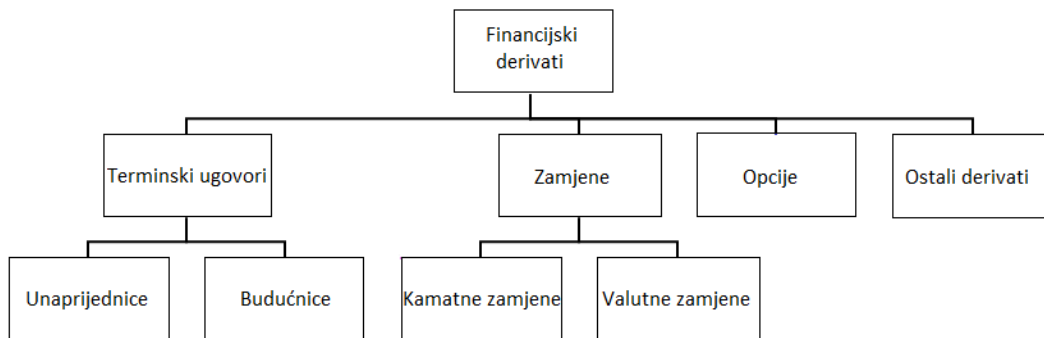 Financijski
derivati
Terminski ugovori
Zamjene
Opcije
Ostali derivati
Unaprijednice
Budućnice
Kamatne zamjene
Valutne zamjene